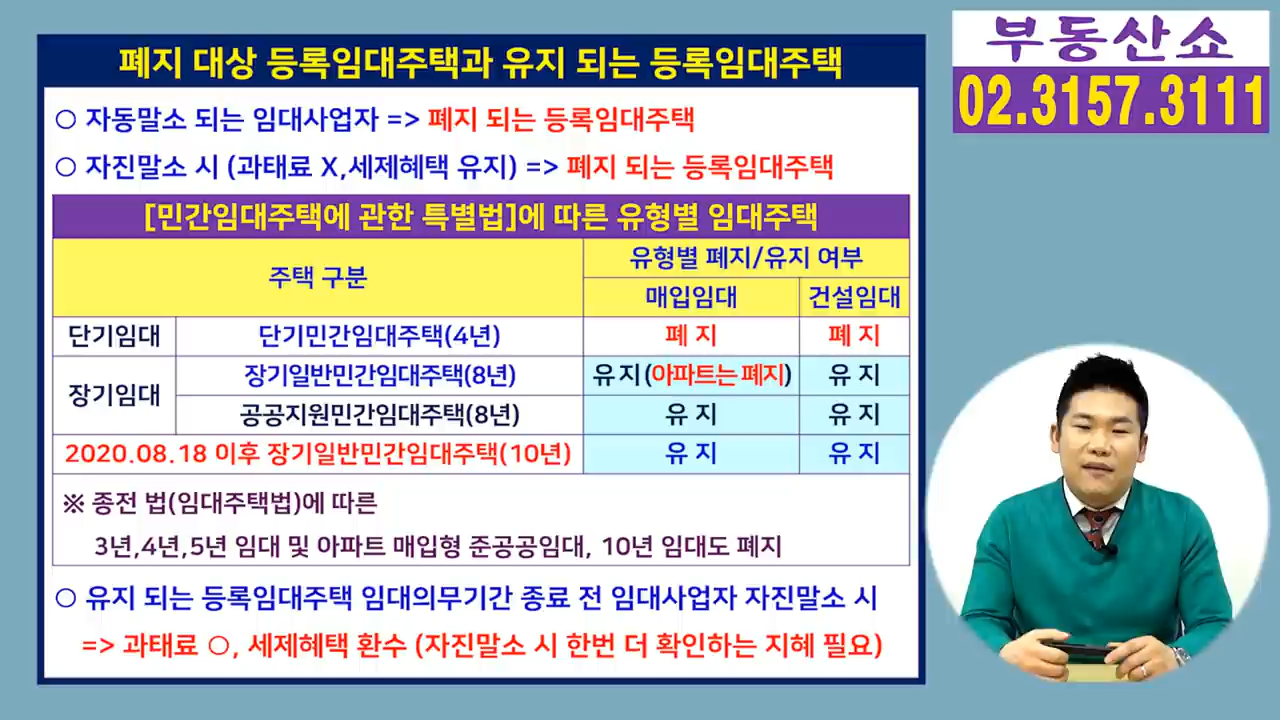 폐지 대상 등록임대주택과 유지 되는 등록임대주택
부동산쇼
02.3157.3111
○ 자동말소 되는 임대사업자 => 폐지 되는 등록임대주택
○ 자진말소 시 (과태료 X,세제혜택 유지) => 폐지 되는 등록임대주택
[민간임대주택에 관한 특별법]에 따른 유형별 임대주택
주택 구분
유형별 폐지/유지 여부
매입임대
건설임대
단기임대
단기민간임대주택(4년)
폐 지
폐 지
장기임대
장기일반민간임대주택(8년)
유 지 (아파트는 폐지)
유 지
공공지원민간임대주택(8년)
유 지
유 지
2020.08.18 이후 장기일반민간임대주택(10년)
유 지
유 지
※ 종전 법(임대주택법)에 따른
3년,4년,5년 임대 및 아파트 매입형 준공공임대, 10년 임대도 폐지
○ 유지 되는 등록임대주택 임대의무기간 종료 전 임대사업자 자진말소 시
=> 과태료 ○, 세제혜택 환수 (자진말소 시 한번 더 확인하는 지혜 필요)